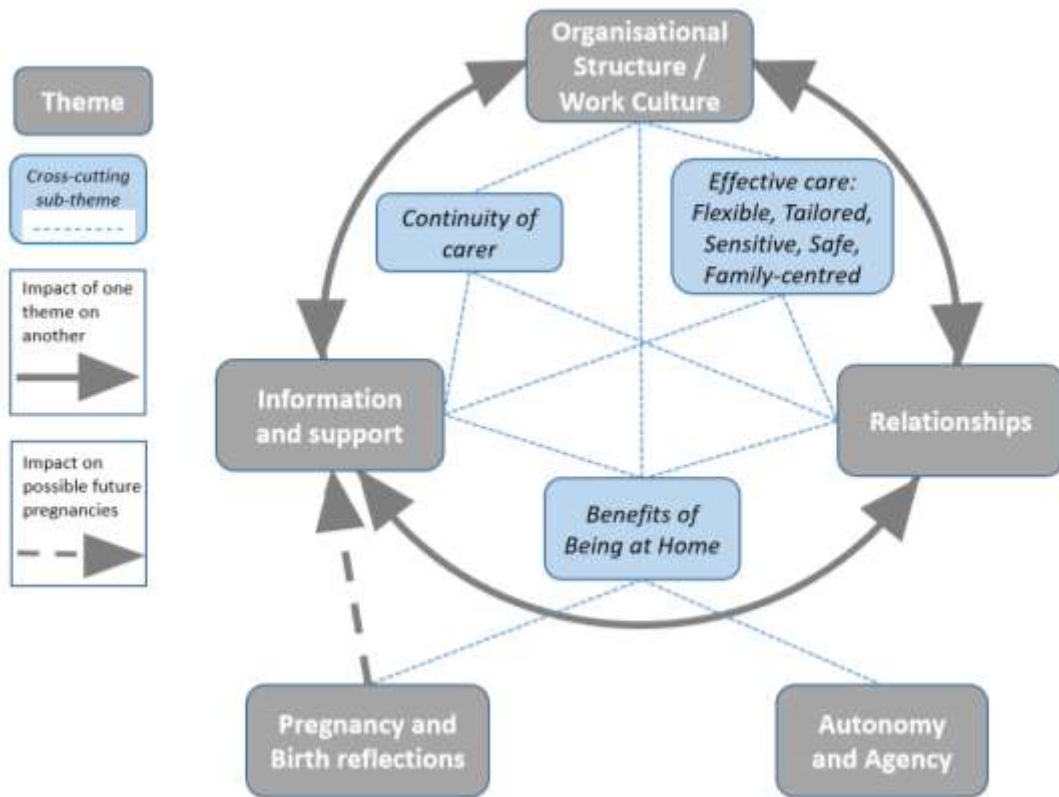 Theme
Cross-cutting
sub-theme
Impact of one
theme on
another
Impact on
possible future
pregnancies
Organisational
Structure /
Work Culture
Continuity of
carer
Effective care:
Flexible, Tailored,
Sensitive, Safe,
Family-centred
Information
and support
Relationships
Benefits of
Being at Home
Pregnancy and
Birth reflections
Autonomy
and Agency